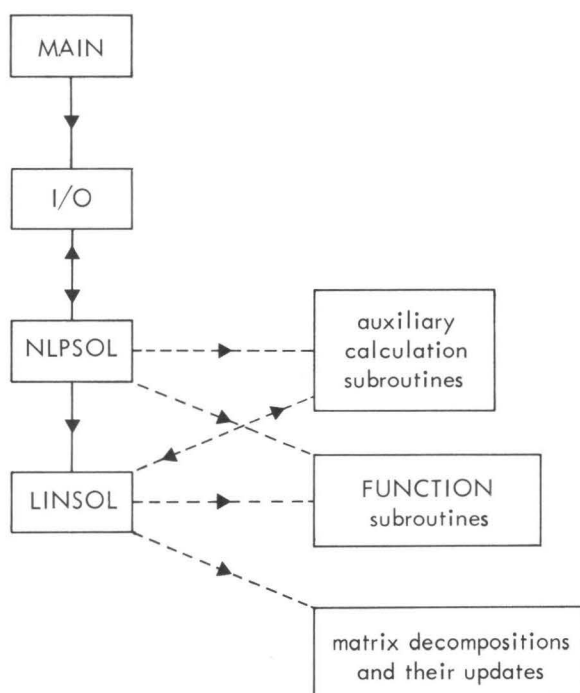 MAIN
I/O
NLPSOL
auxiliary
calculation
subroutines
LINSOL
FUNCTION
subroutines
matrix decompositions
and their updates